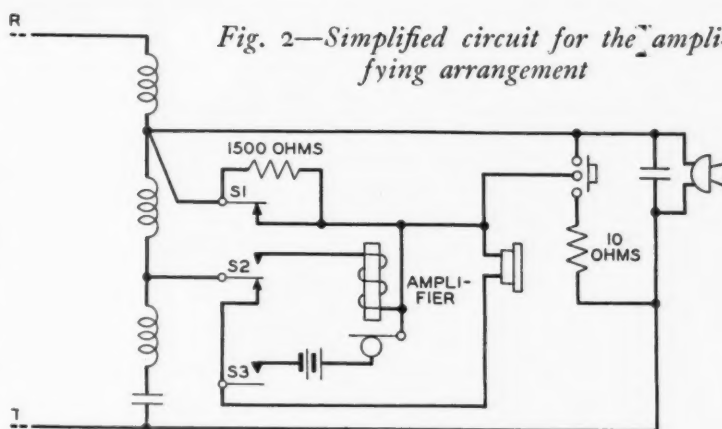 R
Fig. 2—Simplified circuit for the ampli-
fying arrangement
1500 OHMS
S1
S2
AMPLI-
FIER
10
OHMS
S3
T